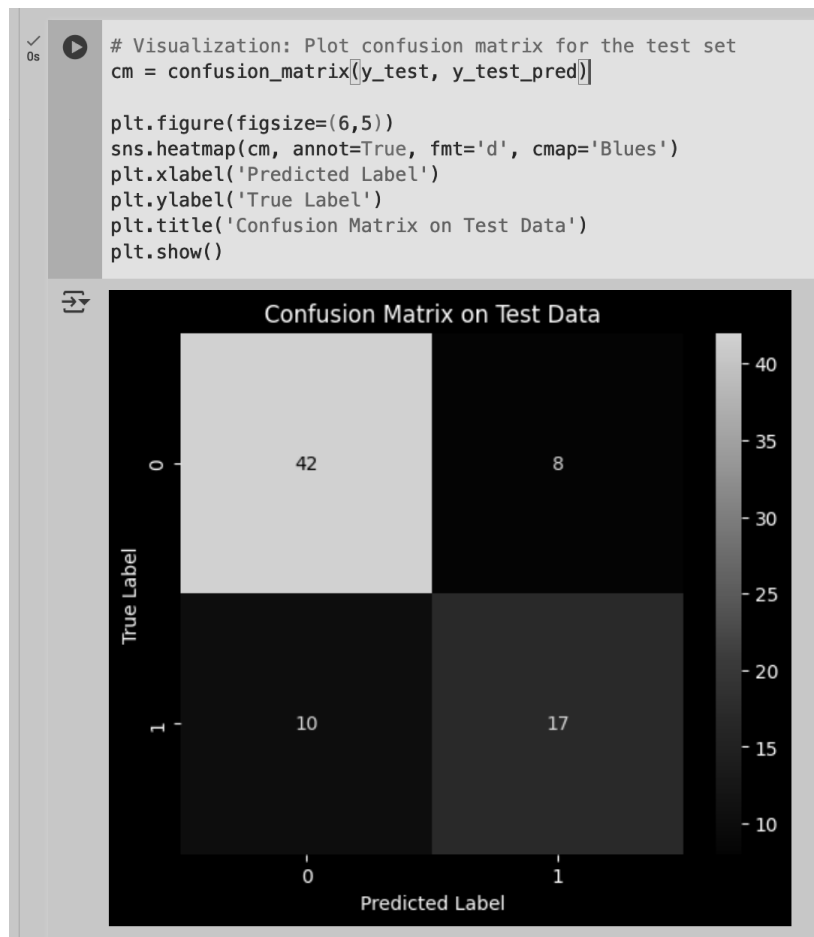 # Visualization: Plot confusion matrix for the test set
0s
cm = confusion_matrix(y_test, y_test_pred)
plt.figure(figsize=(6,5))
sns.heatmap(cm, annot=True, fmt='d', cmap='Blues')
plt.xlabel('Predicted Label')
plt.ylabel('True Label')
plt.title('Confusion Matrix on Test Data')
plt.show()
Confusion Matrix on Test Data
40
35
30
25
20
15
10
True Label
0
42
8
1
10
17
0
1
Predicted Label